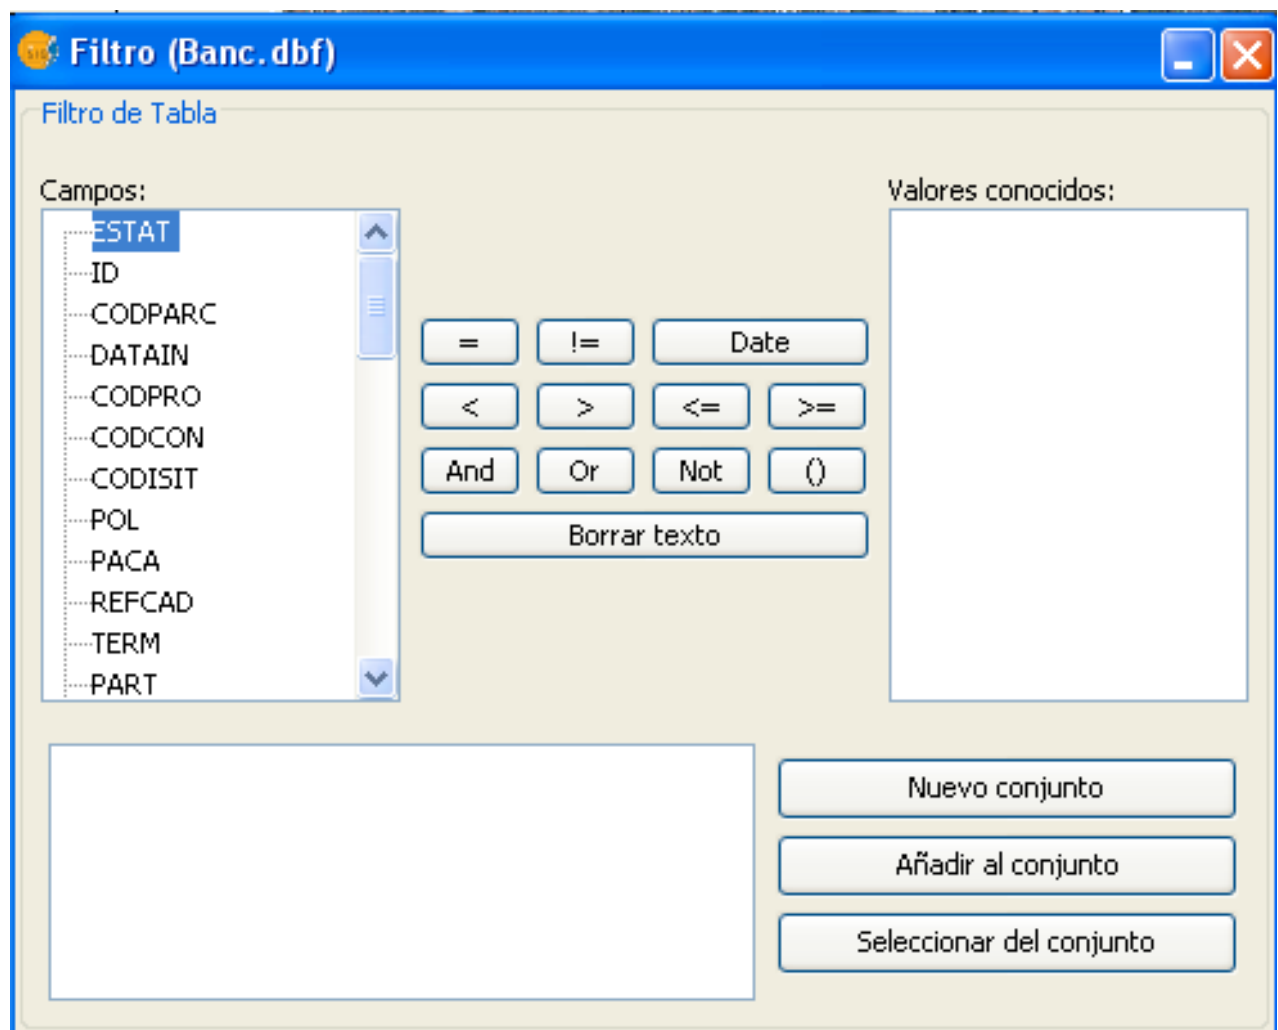 Filtro (Banc.dbf)
Filtro de Tabla
Campos:
Valores conocidos:
ESTAT
ID
CODPARC
DATAIN
CODPRO
CODCON
CODISIT
POL
PACA
REFCAD
TERM
PART
= != Date
< > <= >=
And Or Not ()
Borrar texto
Nuevo conjunto
Añadir al conjunto
Seleccionar del conjunto